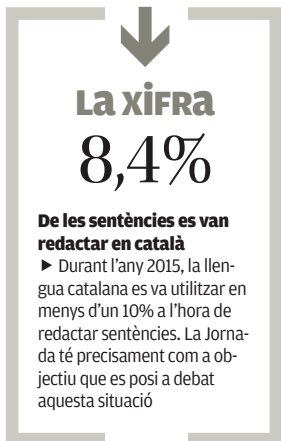 La xiFRa
8,4%
De les sentències es van
redactar en català
▶ Durant l'any 2015, la llen-
gua catalana es va utilitzar en
menys d'un 10% a l'hora de
redactar sentències. La Jorna-
da té precisament com a ob-
jectiu que es posi a debat
aquesta situació